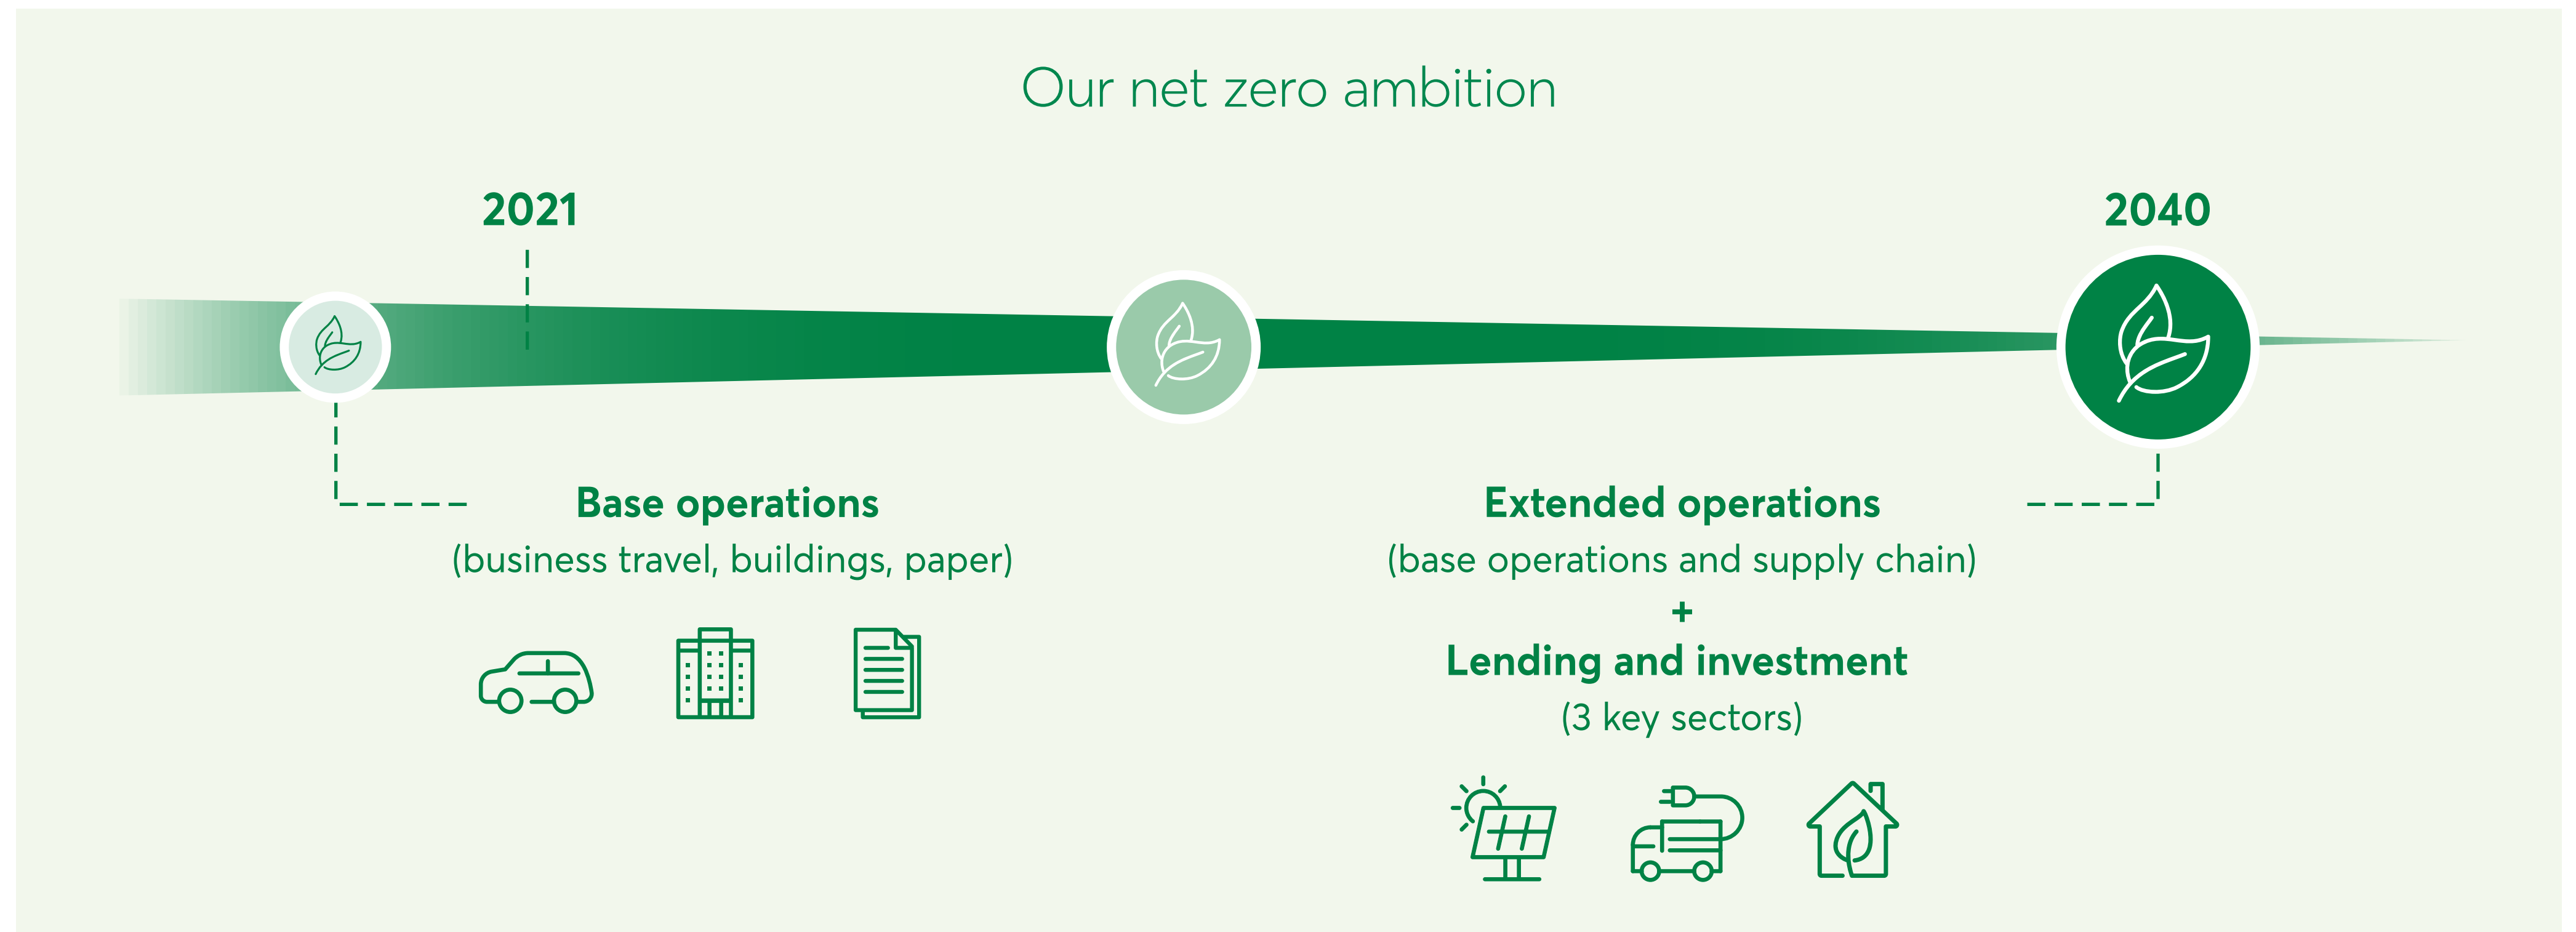 Our net zero ambition
2021
2040
Base operations
(business travel, buildings, paper)
Extended operations
(base operations and supply chain)
+
Lending and investment
(3 key sectors)